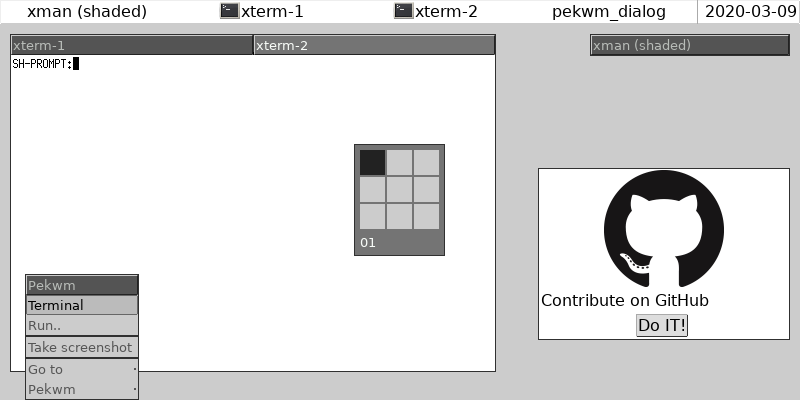 xman (shaded) xterm-1 xterm-2 pekwm_dialog 2020-03-09
xterm-1 xterm-2
xman (shaded)
SH-PROMPT:
01
Pekwm
Terminal
Run..
Take screenshot
Go to
Pekwm
Contribute on GitHub
Do IT!